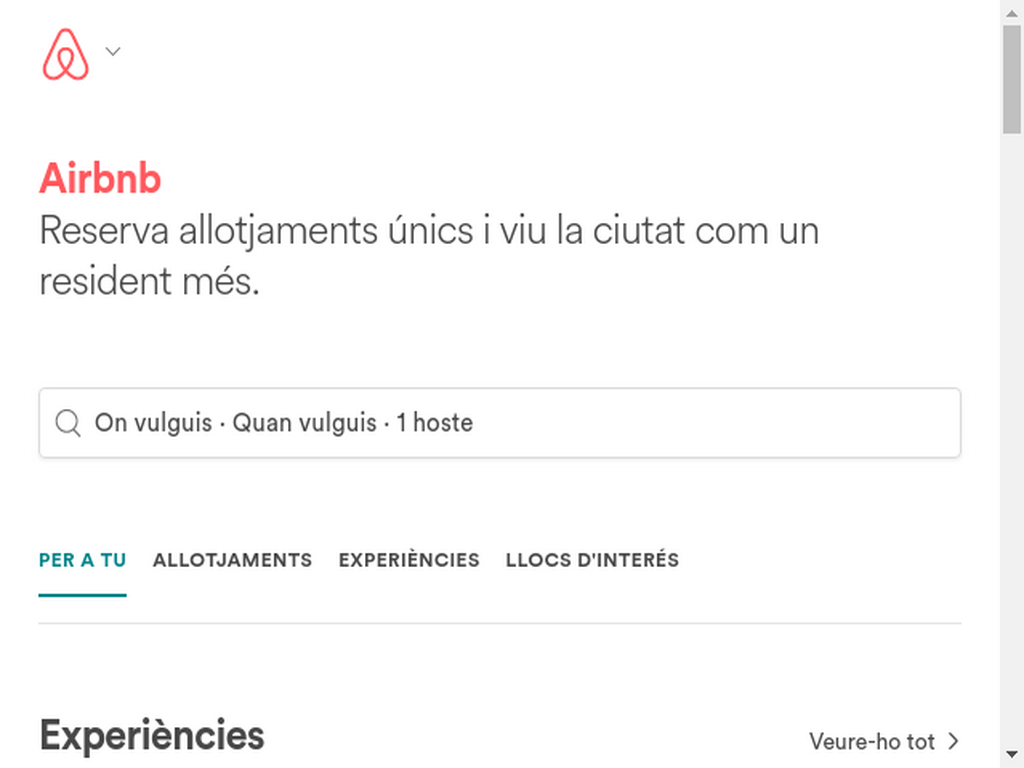 Airbnb
Reserva allotjaments únics i viu la ciutat com un
resident més.
On vulguis · Quan vulguis · 1 hoste
PER A TU ALLOTJAMENTS EXPERIÈNCIES LLOCS D'INTERÉS
Experiències
Veure-ho tot